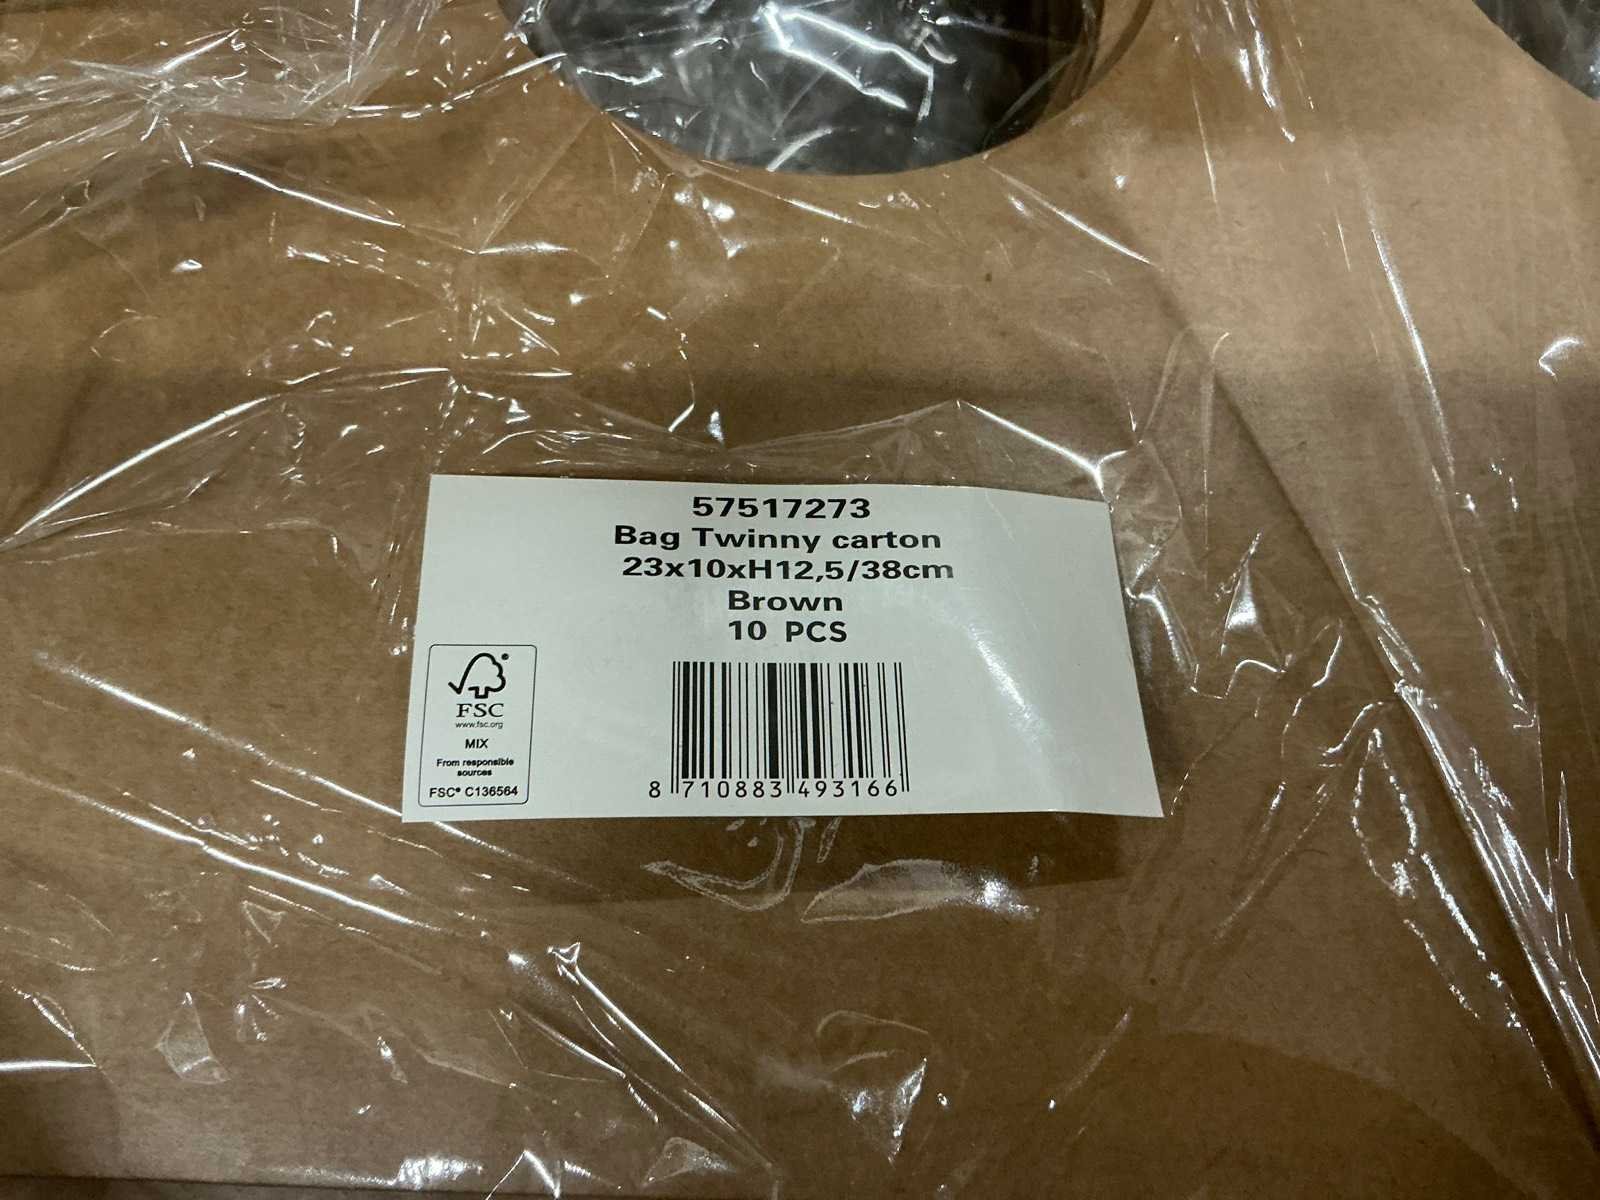 57517273
Bag Twinny carton
23x10xH12,5/38cm
Brown
10 PCS
FSC
www.fsc.org
MIX
From responsible
sources
FSC® C136564
8 710883 493166